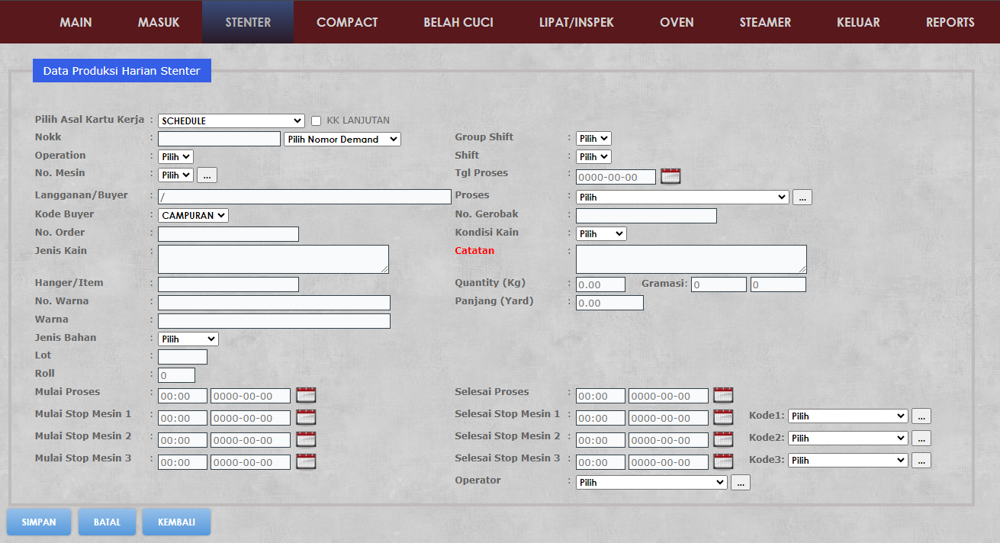 MAIN MASUK STENTER COMPACT BELAH CUCI LIPAT/INSPEK OVEN STEAMER KELUAR REPORTS
Data Produksi Harian Stenter
Pilih Asal Kartu Kerja : SCHEDULE KK LANJUTAN
Nokk : Pilih Nomor Demand Group Shift : Pilih
Operation : Pilih Shift : Pilih
No. Mesin : Pilih ... Tgl Proses : 0000-00-00
Langganan/Buyer : / Proses : Pilih ...
Kode Buyer : CAMPURAN No. Gerobak :
No. Order : Kondisi Kain : Pilih
Jenis Kain : Catatan :
Hanger/Item : Quantity (Kg) : 0.00 Gramasi: 0 0
No. Warna : Panjang (Yard) : 0.00
Warna :
Jenis Bahan : Pilih
Lot :
Roll : 0
Mulai Proses : 00:00 0000-00-00 Selesai Proses : 00:00 0000-00-00
Mulai Stop Mesin 1 : 00:00 0000-00-00 Selesai Stop Mesin 1 : 00:00 0000-00-00 Kode1: Pilih ...
Mulai Stop Mesin 2 : 00:00 0000-00-00 Selesai Stop Mesin 2 : 00:00 0000-00-00 Kode2: Pilih ...
Mulai Stop Mesin 3 : 00:00 0000-00-00 Selesai Stop Mesin 3 : 00:00 0000-00-00 Kode3: Pilih ...
Operator : Pilih ...
SIMPAN BATAL KEMBALI